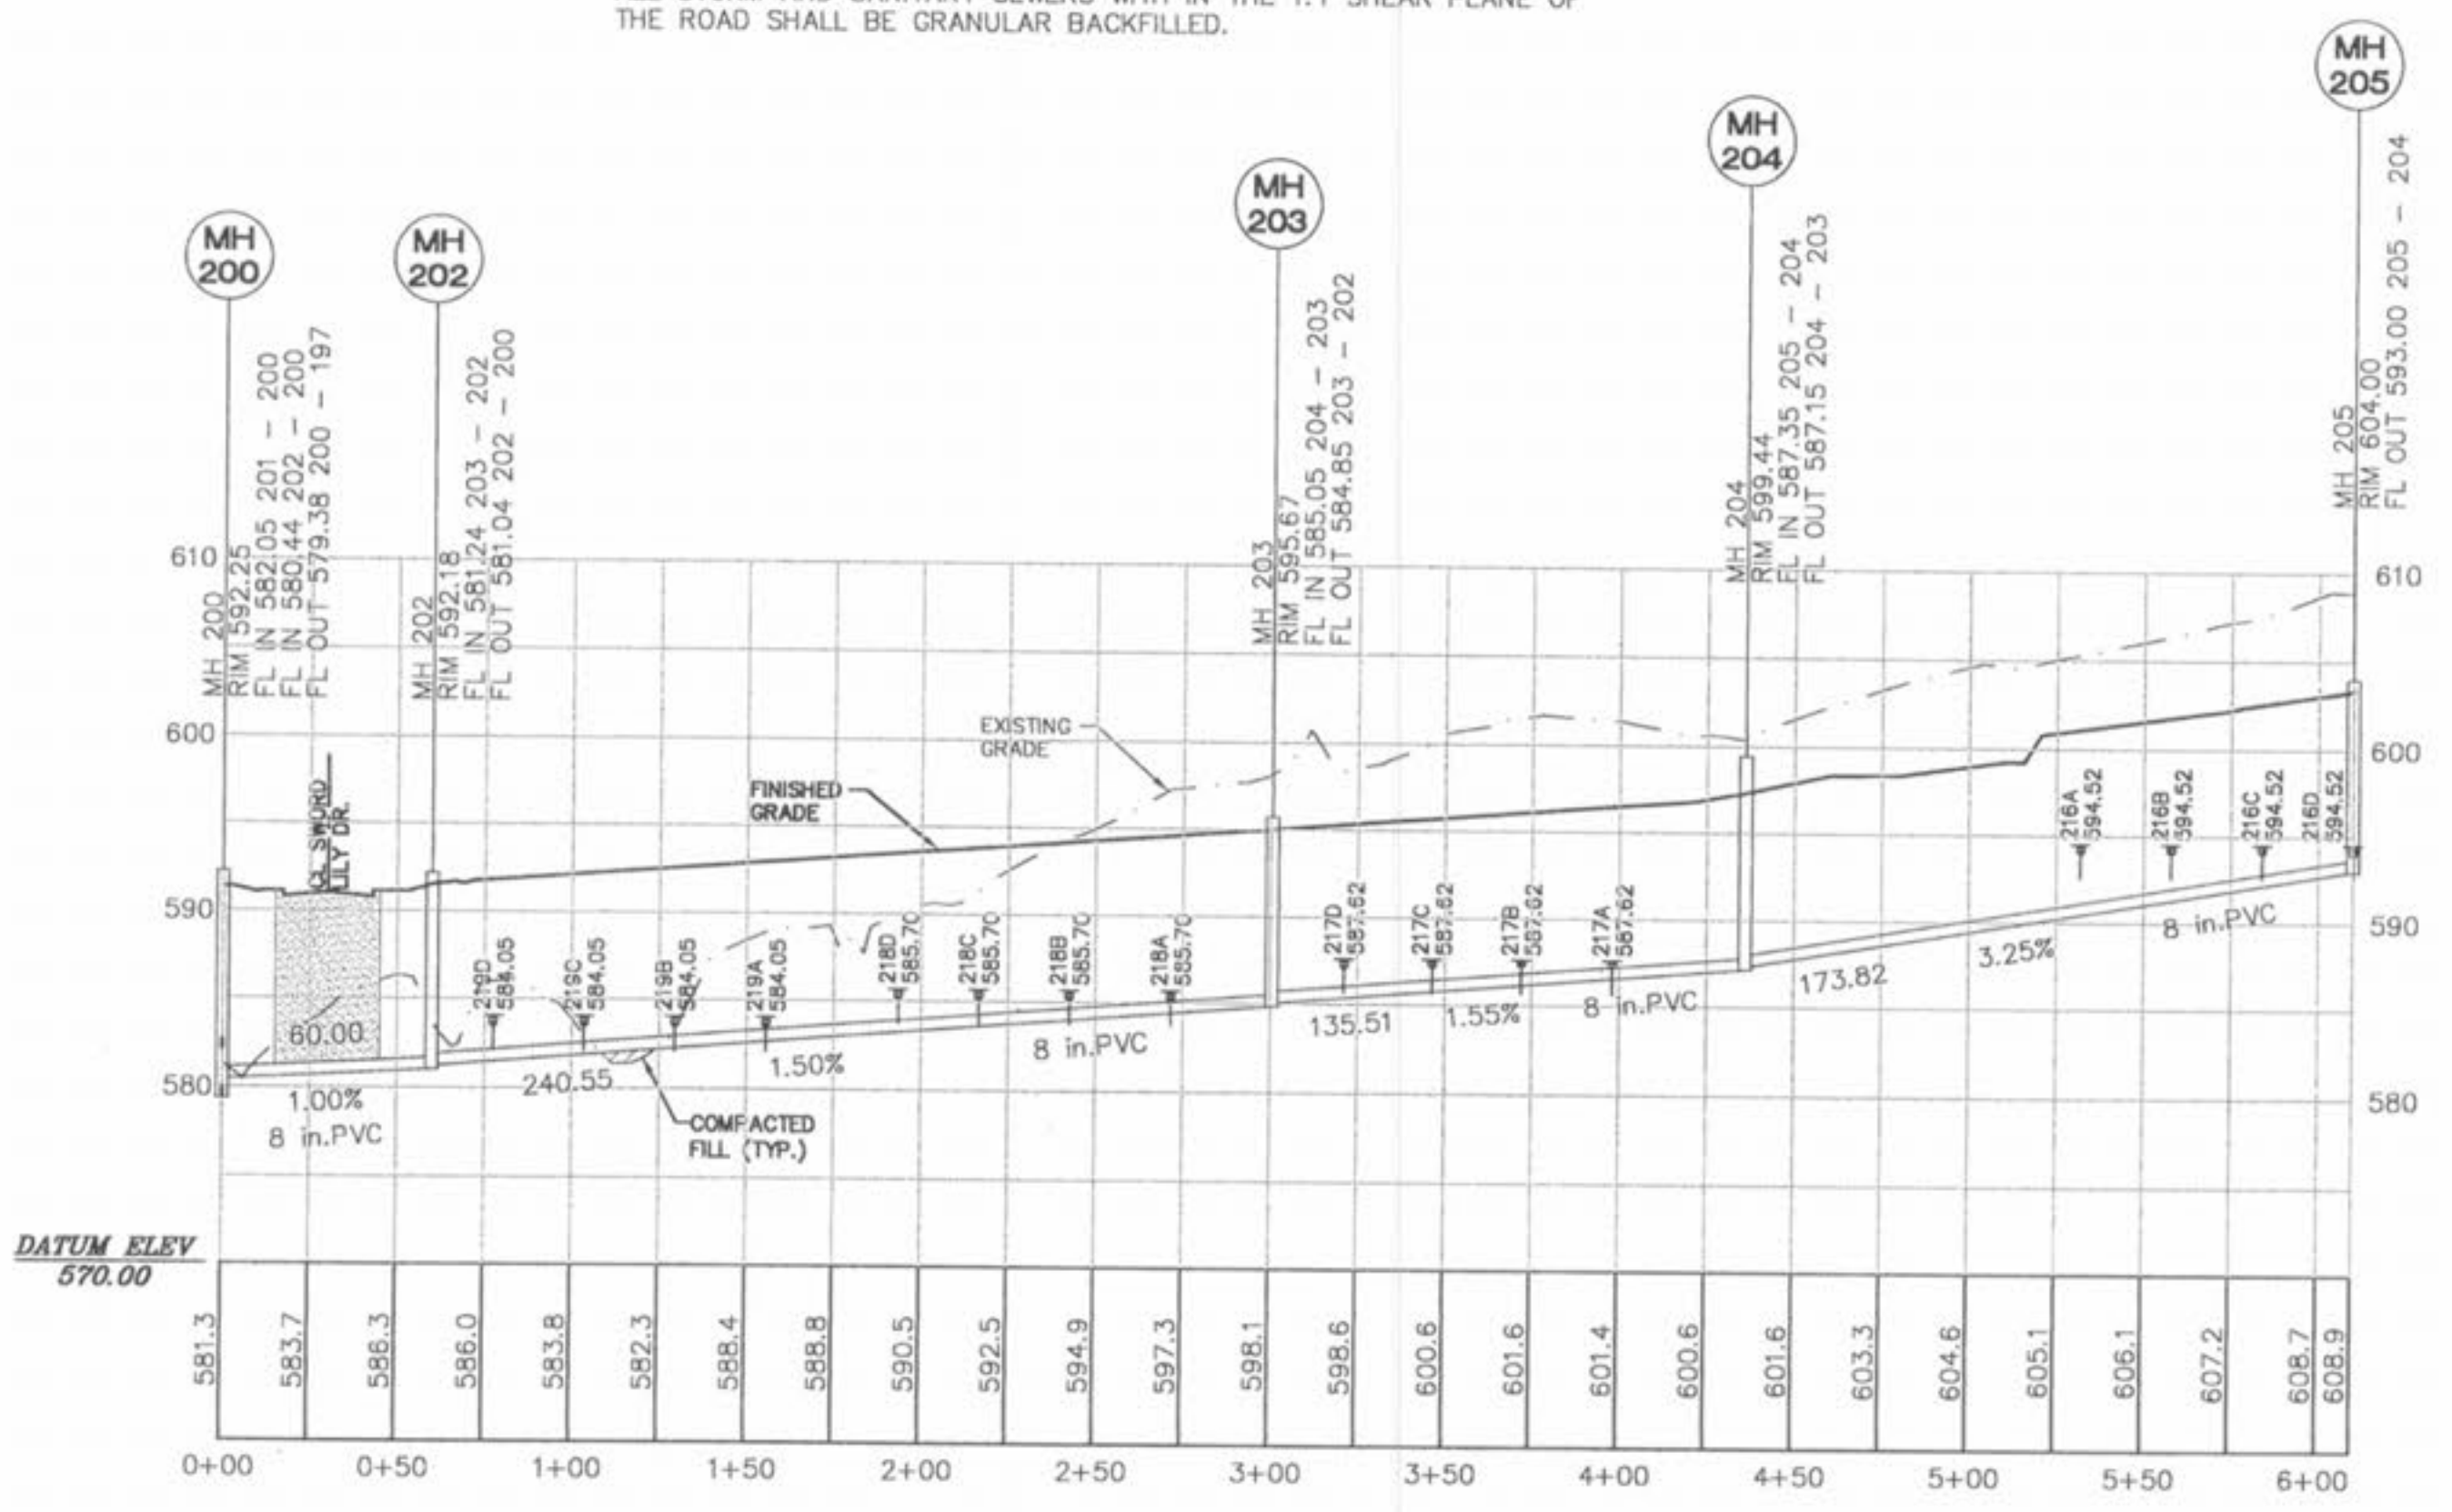 THE ROAD SHALL BE GRANULAR BACKFILLED.
MH
200
MH
202
MH
203
MH
204
MH
205
MH 200
RIM 592.25
FL IN 582.05 201 - 200
FL IN 580.44 202 - 200
FL OUT 579.38 200 - 197
MH 202
RIM 592.18
FL IN 581.24 203 - 202
FL OUT 581.04 202 - 200
MH 203
RIM 595.67
FL IN 585.05 204 - 203
FL OUT 584.85 203 - 202
MH 204
RIM 599.44
FL IN 587.35 205 - 204
FL OUT 587.15 204 - 203
MH 205
RIM 604.00
FL OUT 593.00 205 - 204
610
600
590
580
610
600
590
580
CL SWORD
LILY DR.
FINISHED
GRADE
EXISTING
GRADE
219D
584.05
219C
584.05
219B
584.05
219A
584.05
218D
585.70
218C
585.70
218B
585.70
218A
585.70
217D
587.62
217C
587.62
217B
587.62
217A
587.62
216A
594.52
216B
594.52
216C
594.52
216D
594.52
60.00
1.00%
8 in.PVC
240.55
1.50%
8 in.PVC
135.51
1.55%
8 in.PVC
173.82
3.25%
8 in.PVC
COMPACTED
FILL (TYP.)
DATUM ELEV
570.00
581.3
583.7
586.3
586.0
583.8
582.3
588.4
588.8
590.5
592.5
594.9
597.3
598.1
598.6
600.6
601.6
601.4
600.6
601.6
603.3
604.6
605.1
606.1
607.2
608.7
608.9
0+00 0+50 1+00 1+50 2+00 2+50 3+00 3+50 4+00 4+50 5+00 5+50 6+00